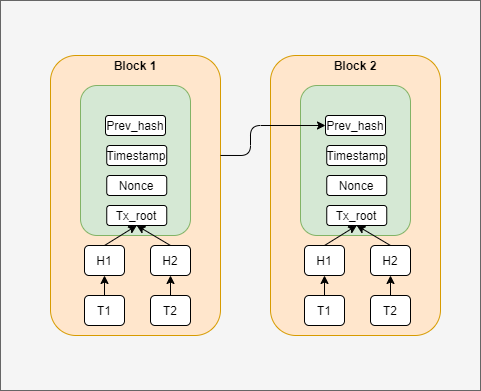 Block 1
Prev_hash
Timestamp
Nonce
Tx_root
H1
H2
T1
T2
Block 2
Prev_hash
Timestamp
Nonce
Tx_root
H1
H2
T1
T2